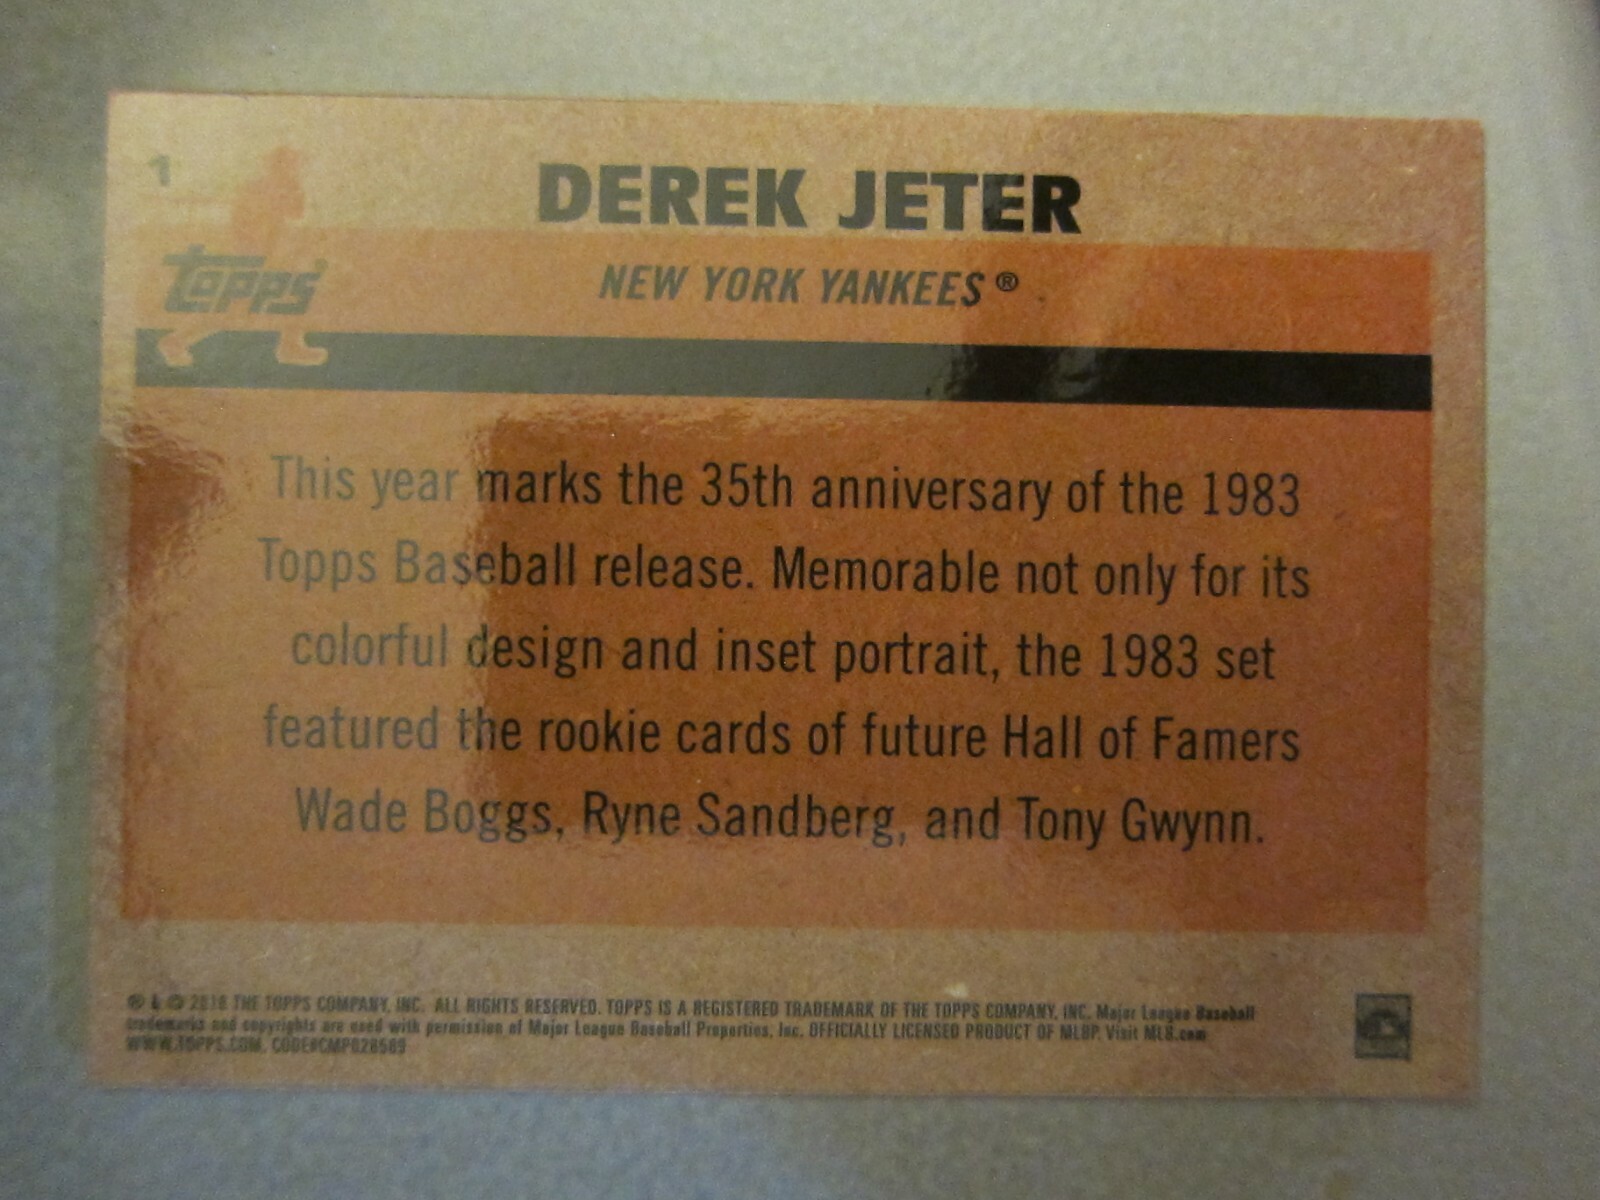 1
DEREK JETER
Topps
NEW YORK YANKEES®
This year marks the 35th anniversary of the 1983
Topps Baseball release. Memorable not only for its
colorful design and inset portrait, the 1983 set
featured the rookie cards of future Hall of Famers
Wade Boggs, Ryne Sandberg, and Tony Gwynn.
® & © 2018 THE TOPPS COMPANY, INC. ALL RIGHTS RESERVED. TOPPS IS A REGISTERED TRADEMARK OF THE TOPPS COMPANY, INC. Major League Baseball
trademarks and copyrights are used with permission of Major League Baseball Properties, Inc. OFFICIALLY LICENSED PRODUCT OF MLBP. Visit MLB.com
WWW.TOPPS.COM. CODE#CMP028589